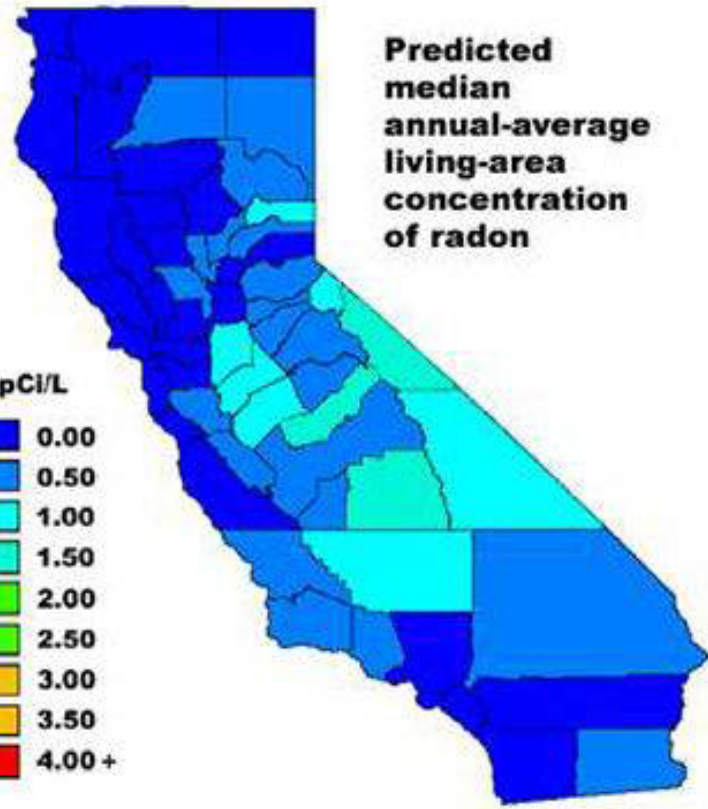 Predicted
median
annual-average
living-area
concentration
of radon
pCi/L
0.00
0.50
1.00
1.50
2.00
2.50
3.00
3.50
4.00 +